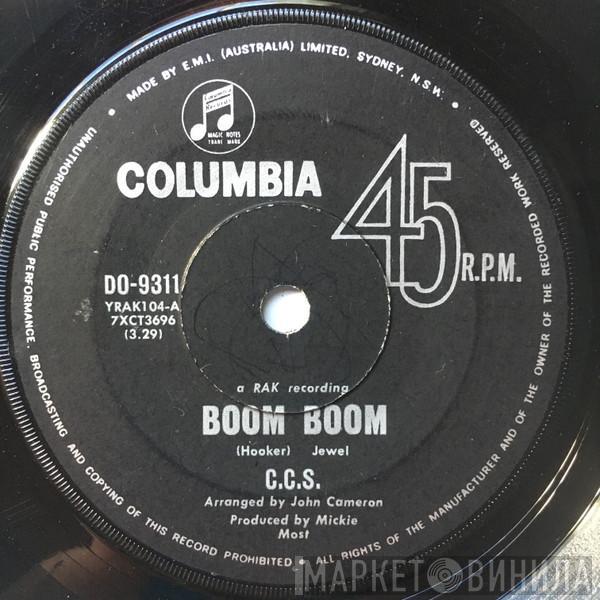 MADE BY E.M.I. (AUSTRALIA) LIMITED, SYDNEY, N.S.W.
UNAUTHORISED PUBLIC PERFORMANCE, BROADCASTING AND COPYING OF THIS RECORD PROHIBITED • ALL RIGHTS OF THE MANUFACTURER AND OF THE OWNER OF THE RECORDED WORK RESERVED
MAGIC NOTES
TRADE MARK
COLUMBIA
45
R.P.M.
DO-9311
YRAK104-A
7XCT3696
(3.29)
a RAK recording
BOOM BOOM
(Hooker) Jewel
C.C.S.
Arranged by John Cameron
Produced by Mickie
Most
МАРКЕТ ВИНИЛА